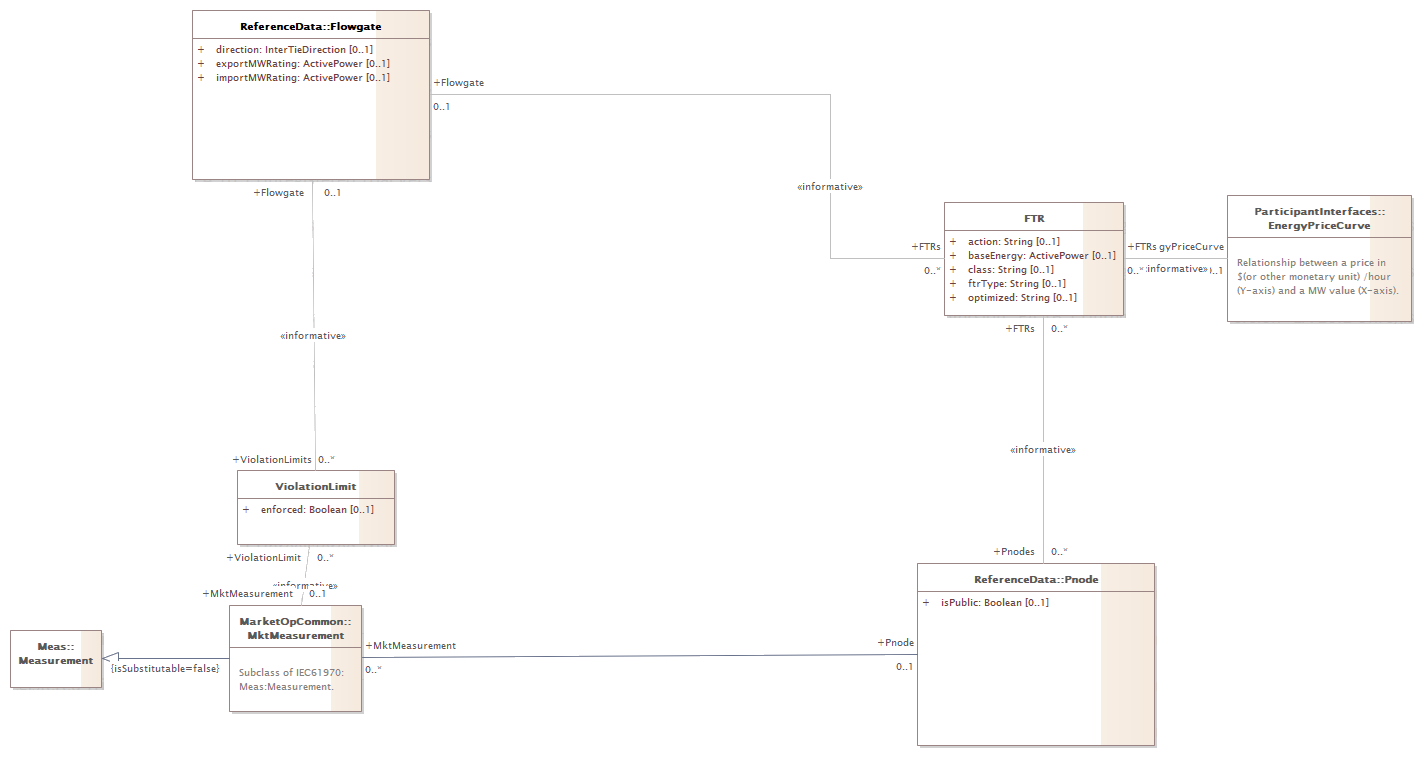 ReferenceData::Flowgate
+ direction: InterTieDirection [0..1]
+ exportMWRating: ActivePower [0..1]
+ importMWRating: ActivePower [0..1]
+Flowgate
0..1
+Flowgate 0..1
«informative»
+FTRs
0..*
FTR
+ action: String [0..1]
+ baseEnergy: ActivePower [0..1]
+ class: String [0..1]
+ ftrType: String [0..1]
+ optimized: String [0..1]
+FTRs gyPriceCurve
0..* informative» ..1
ParticipantInterfaces::
EnergyPriceCurve
Relationship between a price in
$(or other monetary unit) /hour
(Y-axis) and a MW value (X-axis).
+FTRs 0..*
«informative»
«informative»
+Pnodes 0..*
+ViolationLimits 0..*
ViolationLimit
+ enforced: Boolean [0..1]
+ViolationLimit 0..*
«informative»
+MktMeasurement 0..1
ReferenceData::Pnode
+ isPublic: Boolean [0..1]
MarketOpCommon::
MktMeasurement
Subclass of IEC61970:
Meas:Measurement.
Meas::
Measurement
{isSubstitutable=false}
+MktMeasurement
0..*
+Pnode
0..1